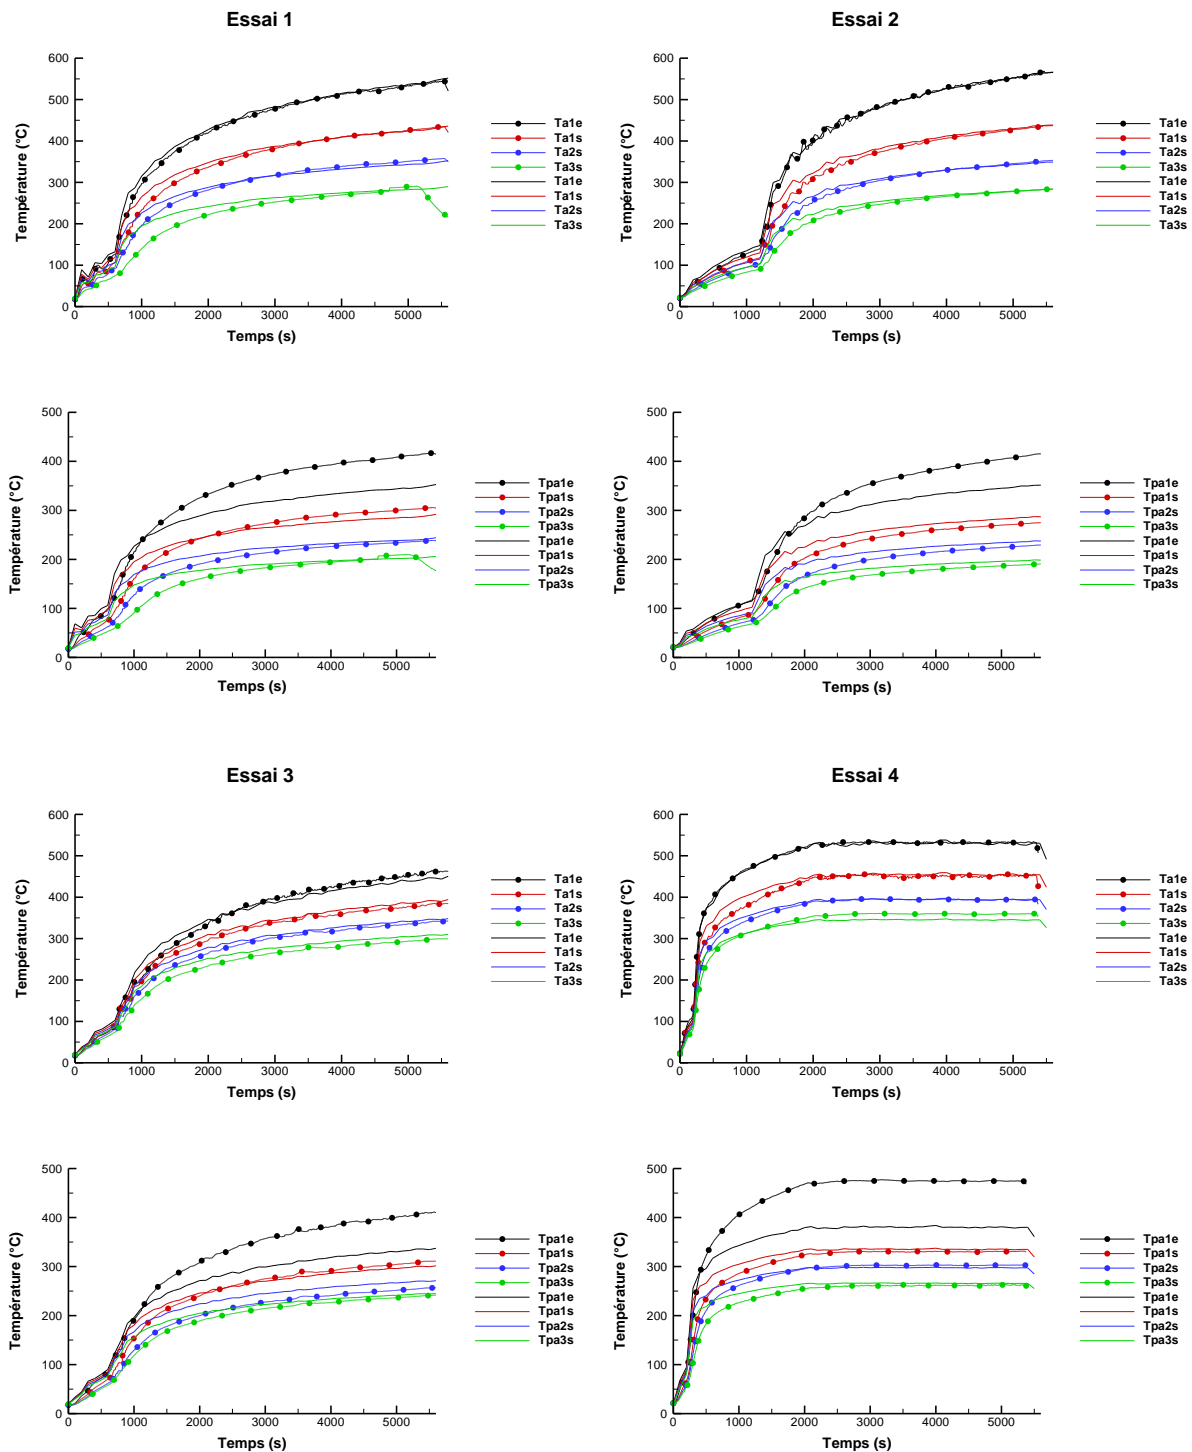 Essai 1
Température (°C)
600
500
400
300
200
100
0
0 1000 2000 3000 4000 5000
Temps (s)
Ta1e
Ta1s
Ta2s
Ta3s
Ta1e
Ta1s
Ta2s
Ta3s
Essai 2
Température (°C)
600
500
400
300
200
100
0
0 1000 2000 3000 4000 5000
Temps (s)
Ta1e
Ta1s
Ta2s
Ta3s
Ta1e
Ta1s
Ta2s
Ta3s
Température (°C)
500
400
300
200
100
0
0 1000 2000 3000 4000 5000
Temps (s)
Tpa1e
Tpa1s
Tpa2s
Tpa3s
Tpa1e
Tpa1s
Tpa2s
Tpa3s
Température (°C)
500
400
300
200
100
0
0 1000 2000 3000 4000 5000
Temps (s)
Tpa1e
Tpa1s
Tpa2s
Tpa3s
Tpa1e
Tpa1s
Tpa2s
Tpa3s
Essai 3
Température (°C)
600
500
400
300
200
100
0
0 1000 2000 3000 4000 5000
Temps (s)
Ta1e
Ta1s
Ta2s
Ta3s
Ta1e
Ta1s
Ta2s
Ta3s
Essai 4
Température (°C)
600
500
400
300
200
100
0
0 1000 2000 3000 4000 5000
Temps (s)
Ta1e
Ta1s
Ta2s
Ta3s
Ta1e
Ta1s
Ta2s
Ta3s
Température (°C)
500
400
300
200
100
0
0 1000 2000 3000 4000 5000
Temps (s)
Tpa1e
Tpa1s
Tpa2s
Tpa3s
Tpa1e
Tpa1s
Tpa2s
Tpa3s
Température (°C)
500
400
300
200
100
0
0 1000 2000 3000 4000 5000
Temps (s)
Tpa1e
Tpa1s
Tpa2s
Tpa3s
Tpa1e
Tpa1s
Tpa2s
Tpa3s